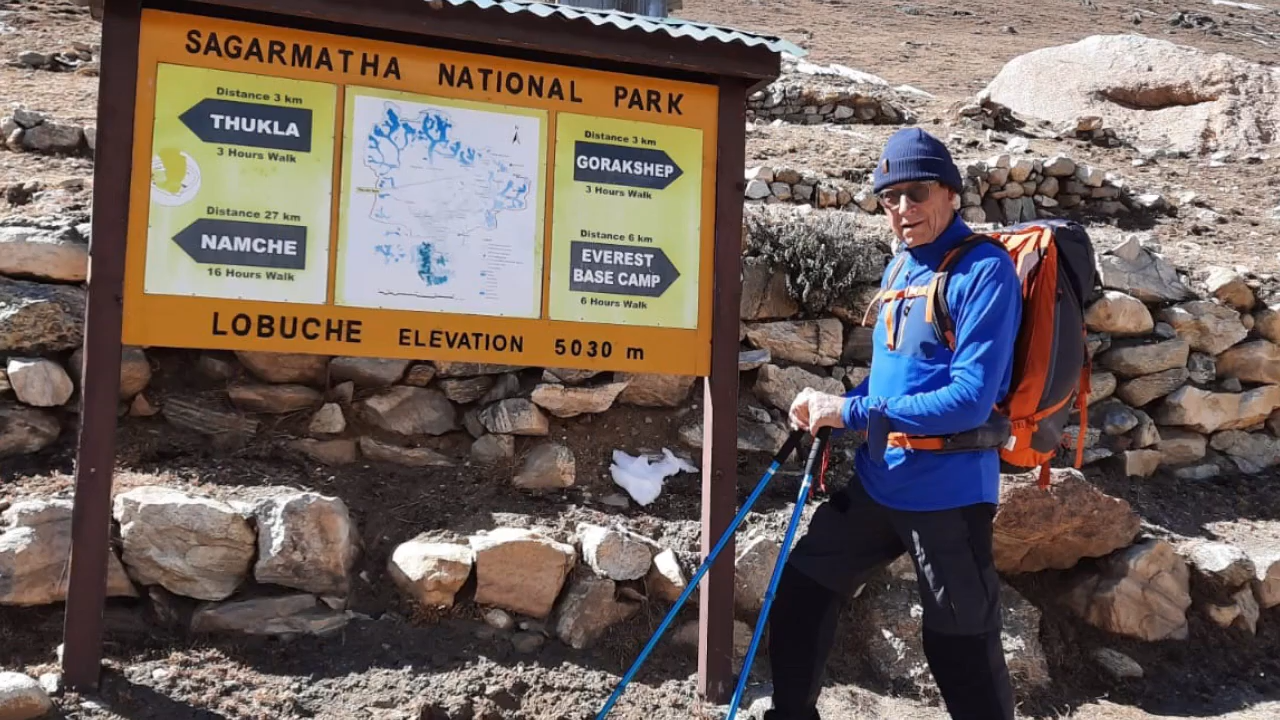 SAGARMATHA NATIONAL PARK
Distance 3 km
THUKLA
3 Hours Walk
Distance 27 km
NAMCHE
16 Hours Walk
Distance 3 km
GORAKSHEP
3 Hours Walk
Distance 6 km
EVEREST
BASE CAMP
6 Hours Walk
LOBUCHE ELEVATION 5030 m